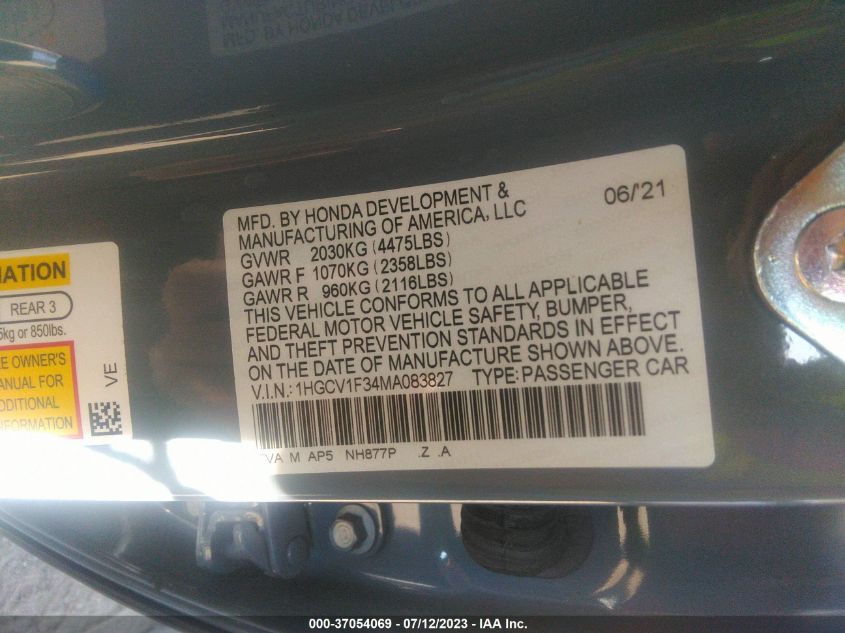 MFD. BY HONDA DEVELOPMENT & 06/'21
MANUFACTURING OF AMERICA, LLC
GVWR 2030KG (4475LBS)
GAWR F 1070KG (2358LBS)
GAWR R 960KG (2116LBS)
THIS VEHICLE CONFORMS TO ALL APPLICABLE
FEDERAL MOTOR VEHICLE SAFETY, BUMPER,
AND THEFT PREVENTION STANDARDS IN EFFECT
ON THE DATE OF MANUFACTURE SHOWN ABOVE.
V.I.N.: 1HGCV1F34MA083827 TYPE: PASSENGER CAR
M AP5 NH877P .Z .A
REAR 3
or 850lbs.
OWNER'S
FOR
VE
000-37054069 - 07/12/2023 - IAA Inc.